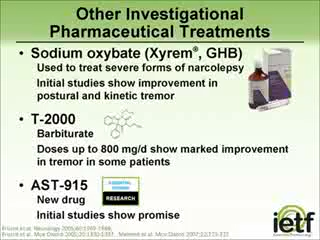 Other Investigational
Pharmaceutical Treatments
• Sodium oxybate (Xyrem®, GHB)
Used to treat severe forms of narcolepsy
Initial studies show improvement in
postural and kinetic tremor
• T-2000
Barbiturate
Doses up to 800 mg/d show marked improvement
in tremor in some patients
• AST-915
ESSENTIAL
TREMOR
RESEARCH
New drug
Initial studies show promise
ietf